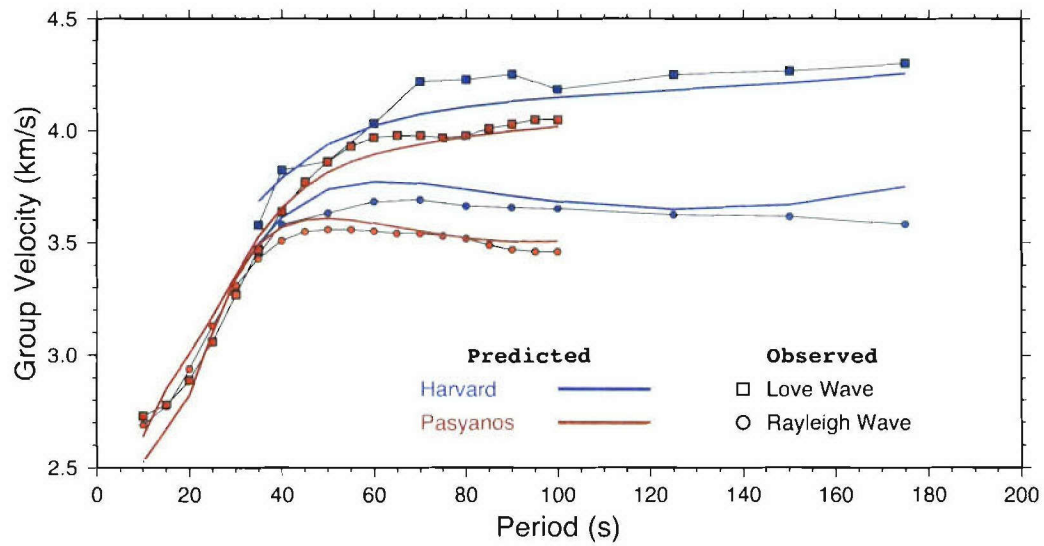 4.5
4.0
3.5
3.0
2.5
Group Velocity (km/s)
Predicted Observed
Harvard Love Wave
Pasyanos Rayleigh Wave
0 20 40 60 80 100 120 140 160 180 200
Period (s)